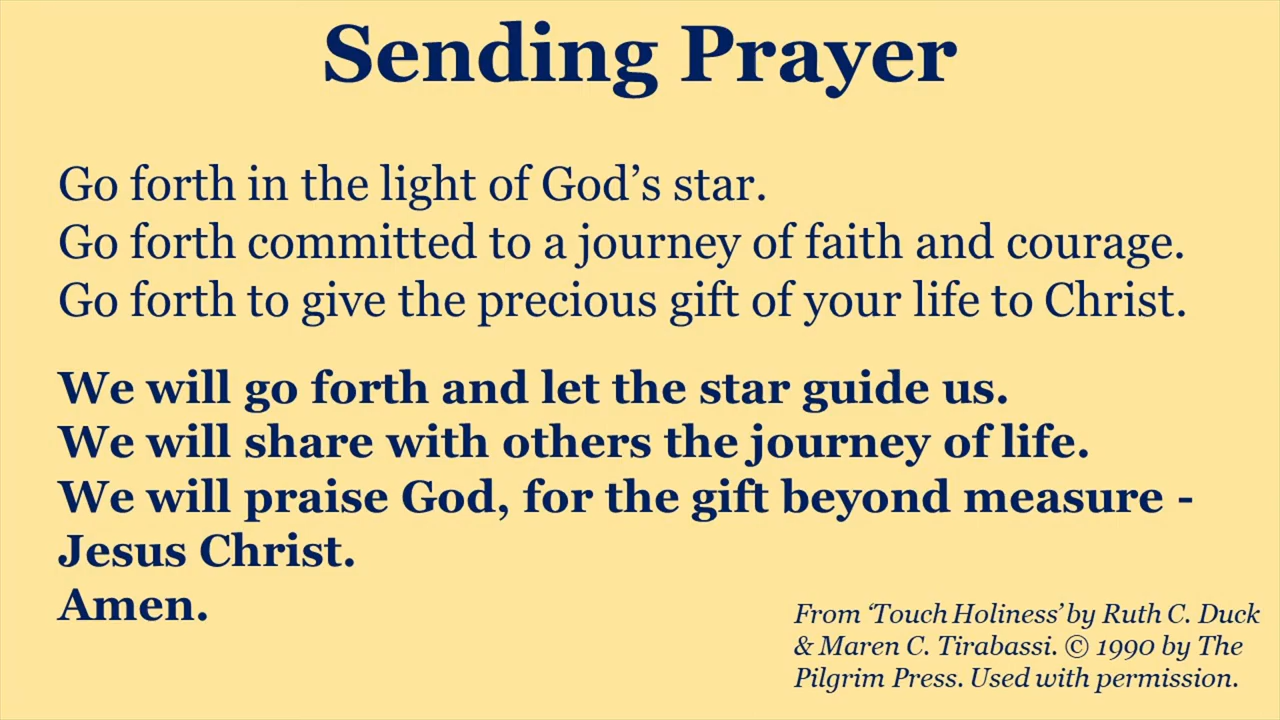 Sending Prayer
Go forth in the light of God’s star.
Go forth committed to a journey of faith and courage.
Go forth to give the precious gift of your life to Christ.
We will go forth and let the star guide us.
We will share with others the journey of life.
We will praise God, for the gift beyond measure -
Jesus Christ.
Amen.
From ‘Touch Holiness’ by Ruth C. Duck
& Maren C. Tirabassi. © 1990 by The
Pilgrim Press. Used with permission.